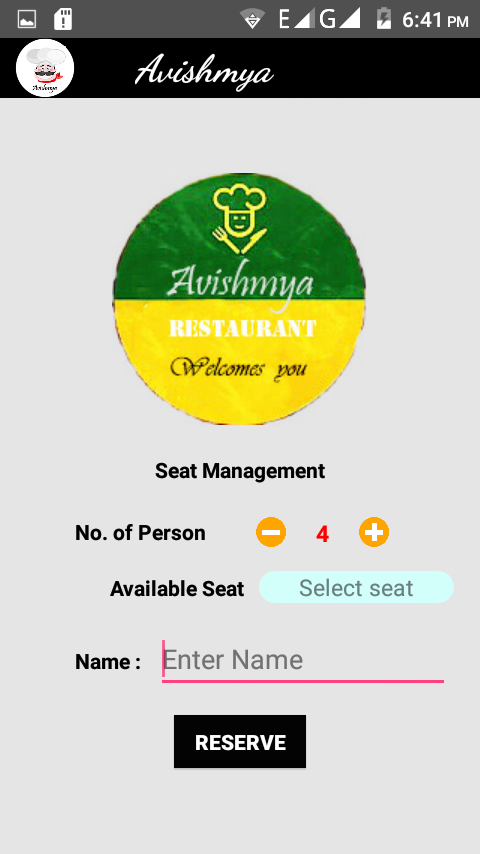 E G 6:41 PM
Avishmya
Avishmya
Avishmya
RESTAURANT
Welcomes you
Seat Management
No. of Person 4
Available Seat Select seat
Name : Enter Name
RESERVE